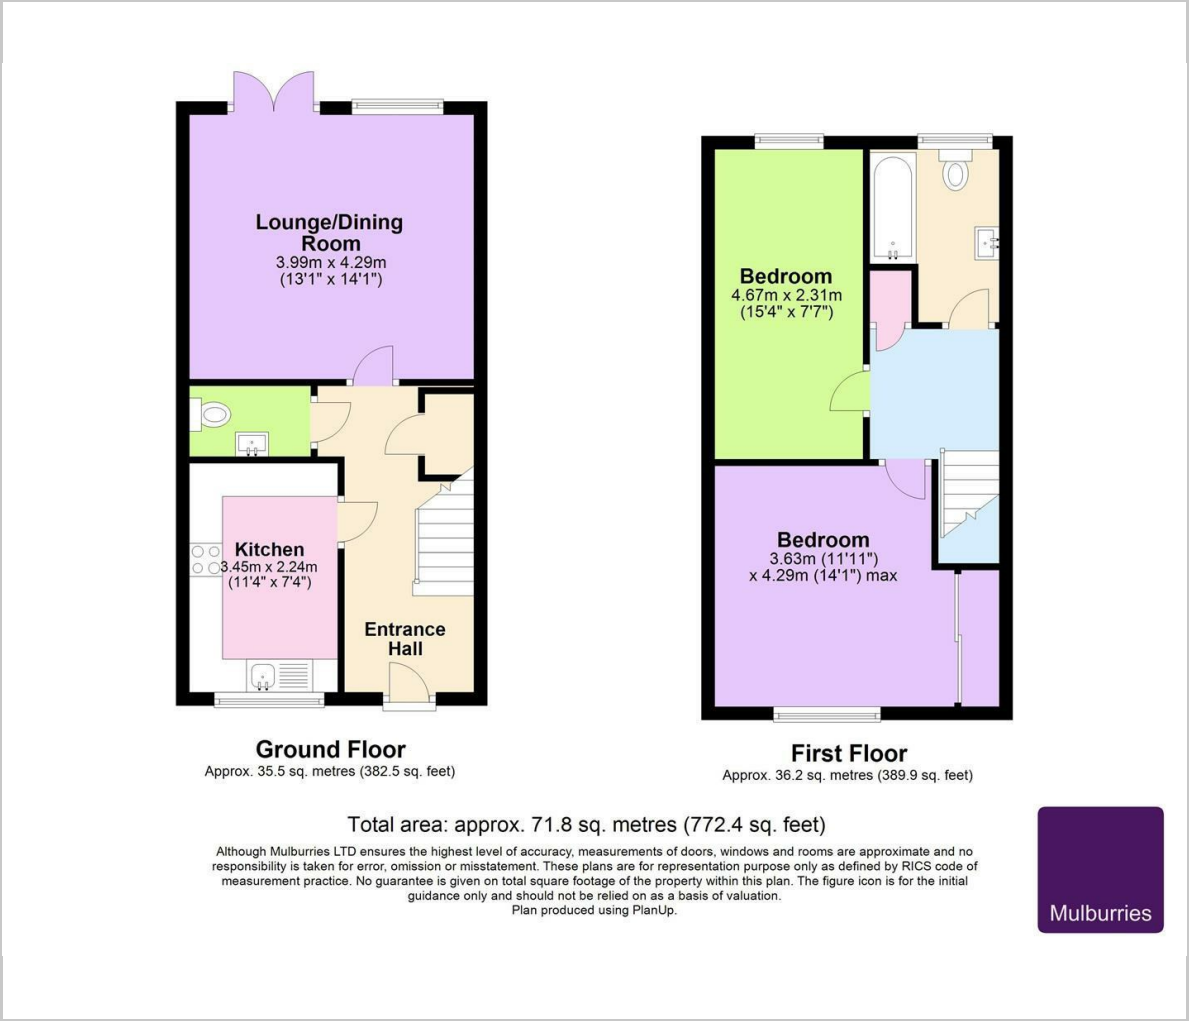 Lounge/Dining
Room
3.99m x 4.29m
(13'1" x 14'1")
Kitchen
3.45m x 2.24m
(11'4" x 7'4")
Entrance
Hall
Ground Floor
Approx. 35.5 sq. metres (382.5 sq. feet)
Bedroom
4.67m x 2.31m
(15'4" x 7'7")
Bedroom
3.63m (11'11")
x 4.29m (14'1") max
First Floor
Approx. 36.2 sq. metres (389.9 sq. feet)
Total area: approx. 71.8 sq. metres (772.4 sq. feet)
Although Mulburries LTD ensures the highest level of accuracy, measurements of doors, windows and rooms are approximate and no
responsibility is taken for error, omission or misstatement. These plans are for representation purpose only as defined by RICS code of
measurement practice. No guarantee is given on total square footage of the property within this plan. The figure icon is for the initial
guidance only and should not be relied on as a basis of valuation.
Plan produced using PlanUp.
Mulburries